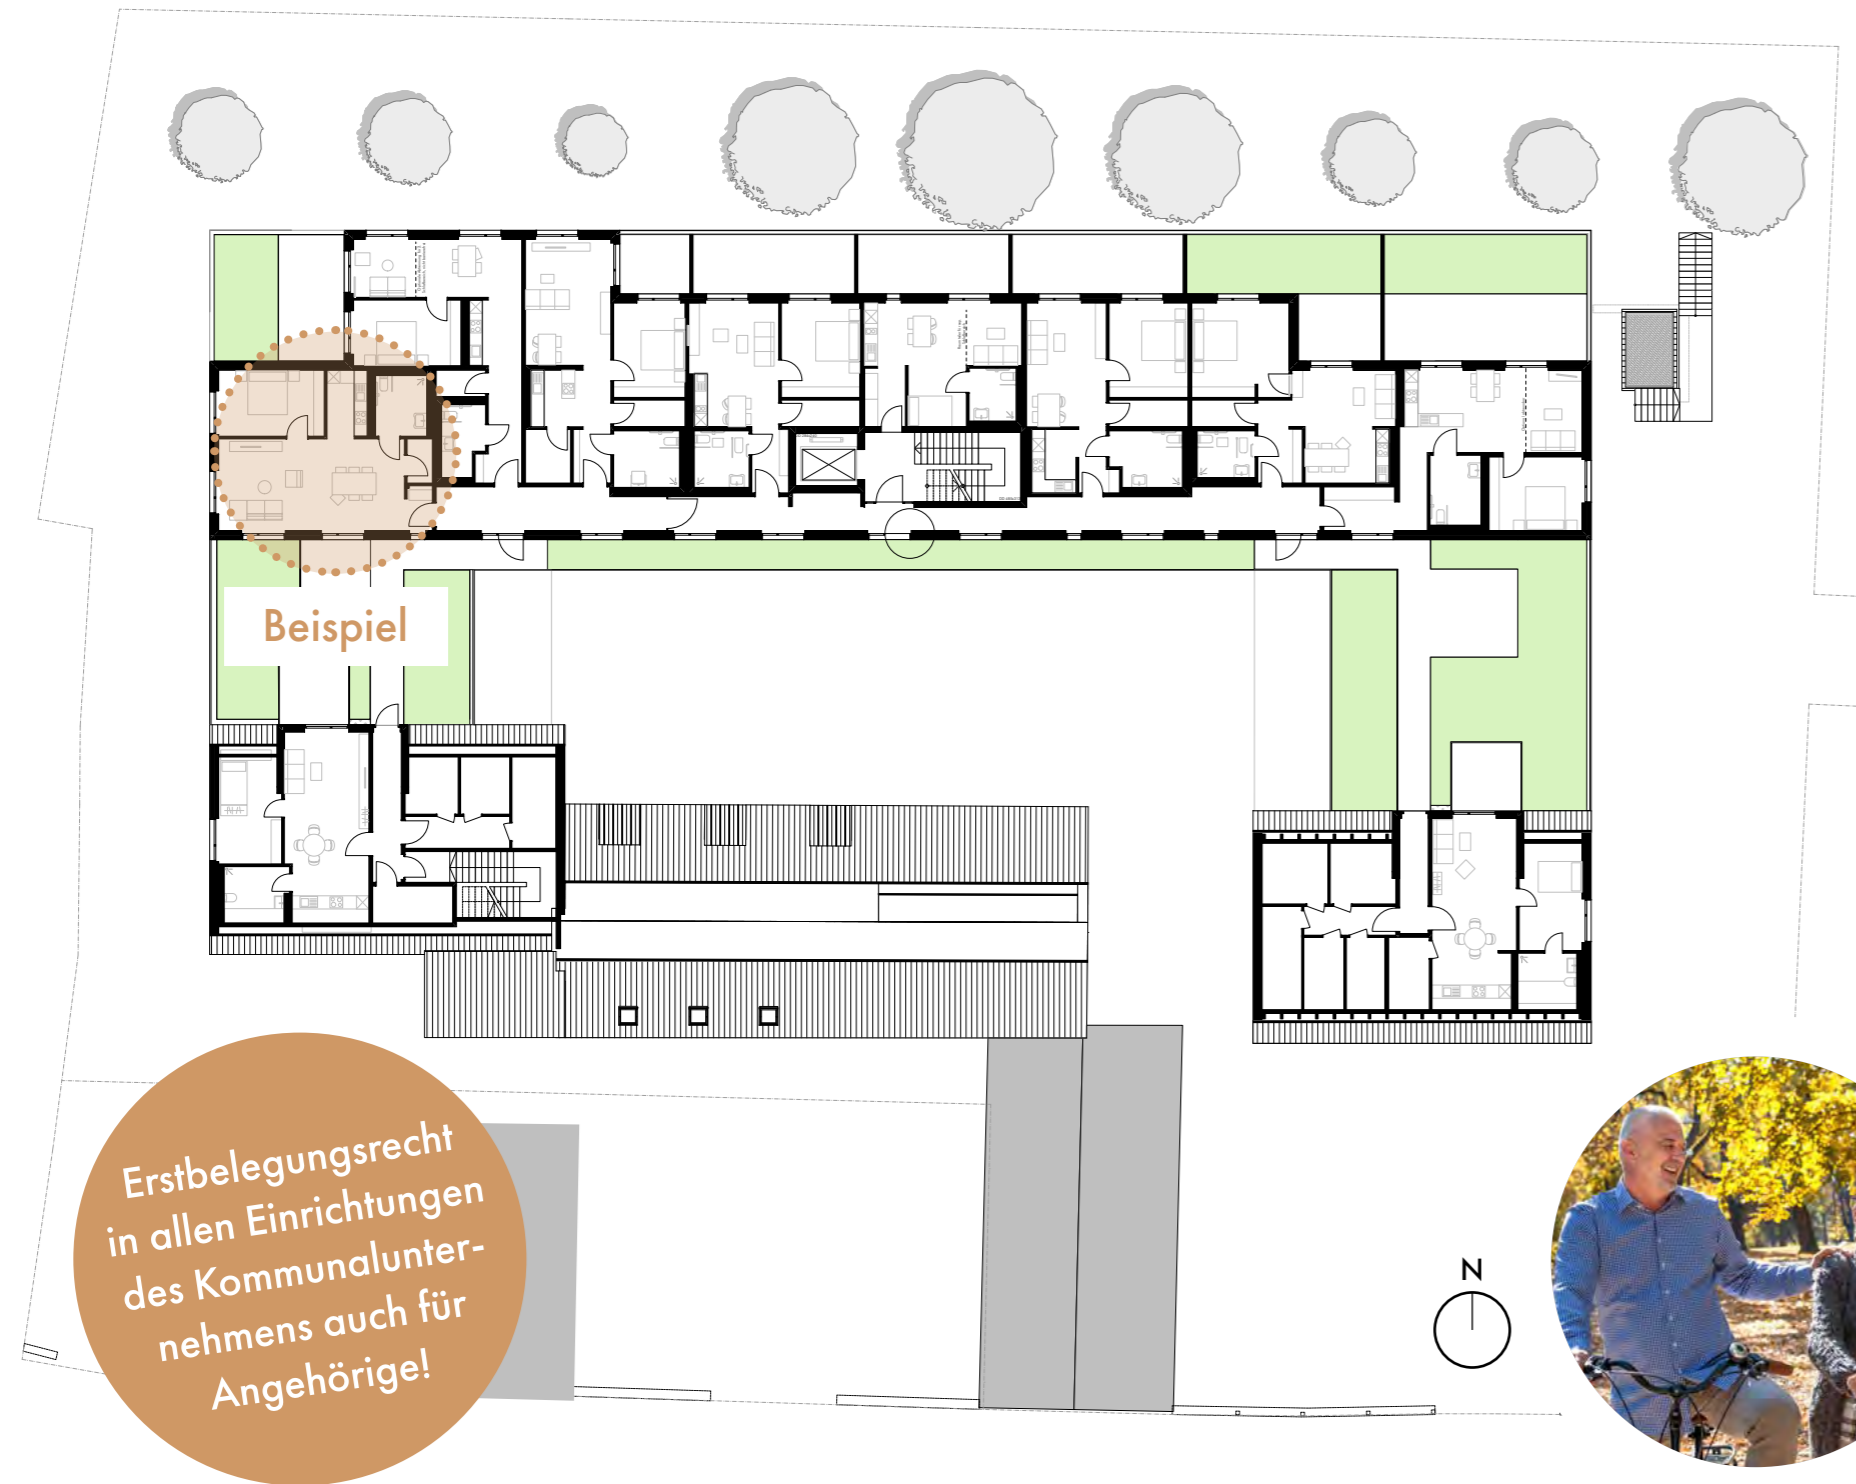 Beispiel
Erstbelegungsrecht
in allen Einrichtungen
des Kommunalunter-
nehmens auch für
Angehörige!
N